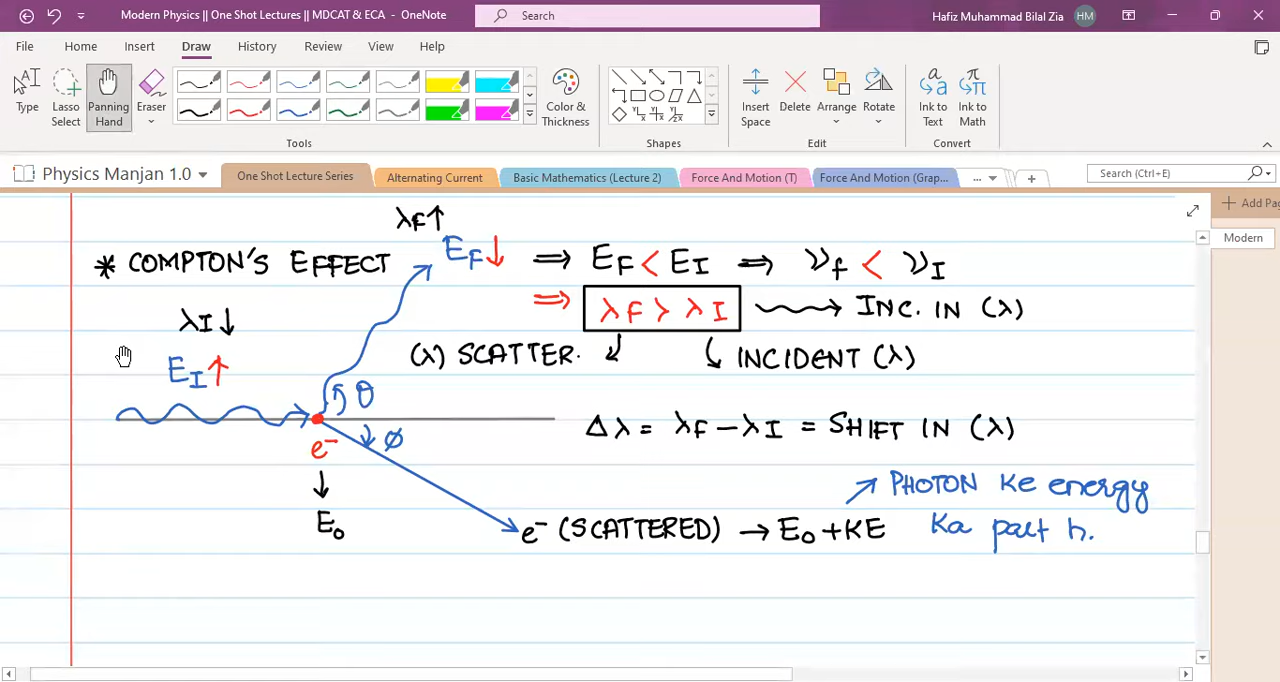 Modern Physics || One Shot Lectures || MDCAT & ECA - OneNote
Search
Hafiz Muhammad Bilal Zia HM
File Home Insert Draw View History Review View Help
Type Lasso Select Panning Hand Eraser
Color & Thickness
Insert Space Delete Arrange Rotate
Ink to Text Ink to Math
Tools Shapes Edit Convert
Physics Manjan 1.0 One Shot Lecture Series Alternating Current Basic Mathematics (Lecture 2) Force And Motion (T) Force And Motion (Grap... ... Search (Ctrl+E)
Add Pag
Modern
λF↑
* COMPTON'S EFFECT EF↓ ⇒ EF < EI ⇒ νf < νI
⇒ λF > λI → INC. IN (λ)
λI↓
(λ) SCATTER. INCIDENT (λ)
EI↑
θ
Δλ = λF - λI = SHIFT IN (λ)
e⁻ φ
E₀
e⁻ (SCATTERED) → E₀ + KE
PHOTON Ke energy
Ka part h.